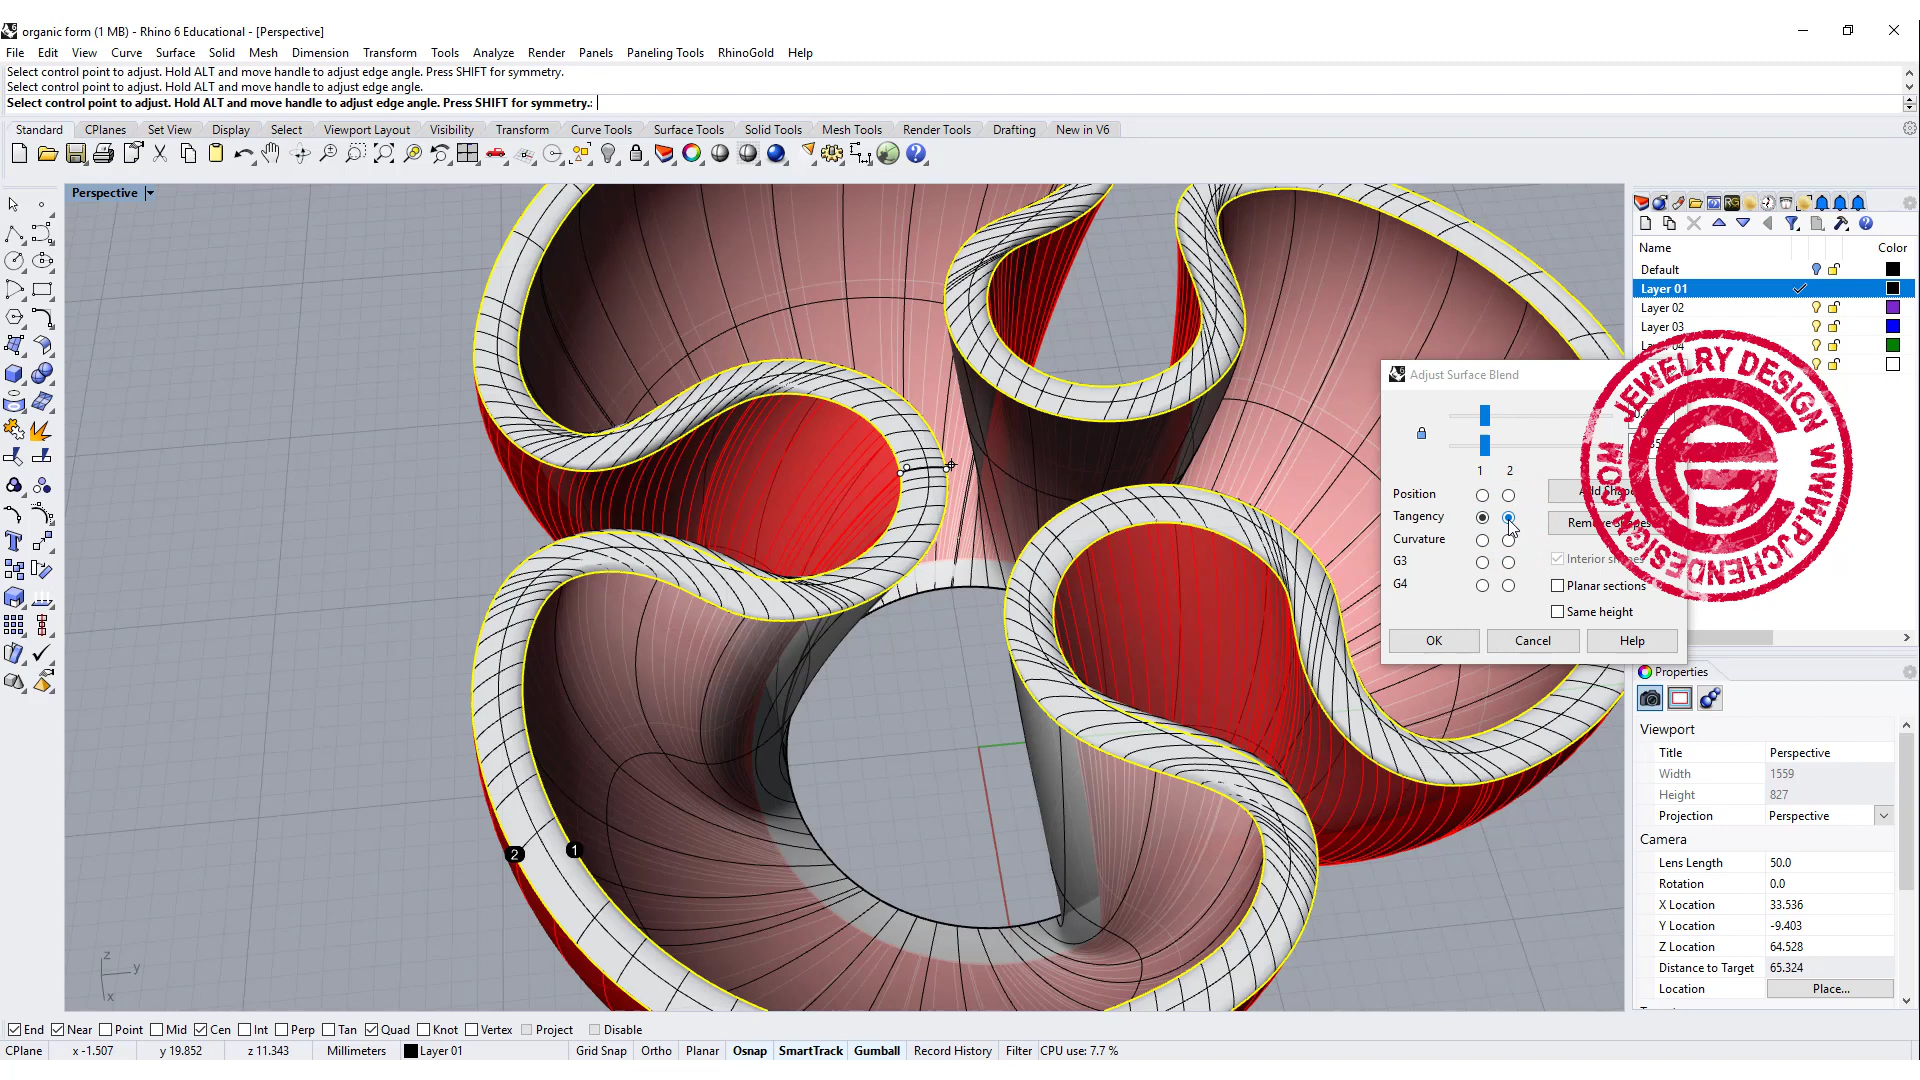 organic form (1 MB) - Rhino 6 Educational - [Perspective]
File Edit View Curve Surface Solid Mesh Dimension Transform Tools Analyze Render Panels Paneling Tools RhinoGold Help
Select control point to adjust. Hold ALT and move handle to adjust edge angle. Press SHIFT for symmetry.
Select control point to adjust. Hold ALT and move handle to adjust edge angle.
Select control point to adjust. Hold ALT and move handle to adjust edge angle. Press SHIFT for symmetry.:
Standard CPlanes Set View Display Select Viewport Layout Visibility Transform Curve Tools Surface Tools Solid Tools Mesh Tools Render Tools Drafting New in V6
Perspective
RG
Name Color
Default
Layer 01
Layer 02
Layer 03
Adjust Surface Blend
1 2
Position
Tangency
Curvature
G3
G4
Add Shape
Interior
Planar sections
Same height
OK Cancel Help
JEWELRY DESIGN
WWW.PJCHENDESIGN.COM
Properties
Viewport
Title Perspective
Width 1559
Height 827
Projection Perspective
Camera
Lens Length 50.0
Rotation 0.0
X Location 33.536
Y Location -9.403
Z Location 64.528
Distance to Target 65.324
Location Place...
2 1
z
y
x
End Near Point Mid Cen Int Perp Tan Quad Knot Vertex Project Disable
CPlane x -1.507 y 19.852 z 11.343 Millimeters Layer 01 Grid Snap Ortho Planar Osnap SmartTrack Gumball Record History Filter CPU use: 7.7 %